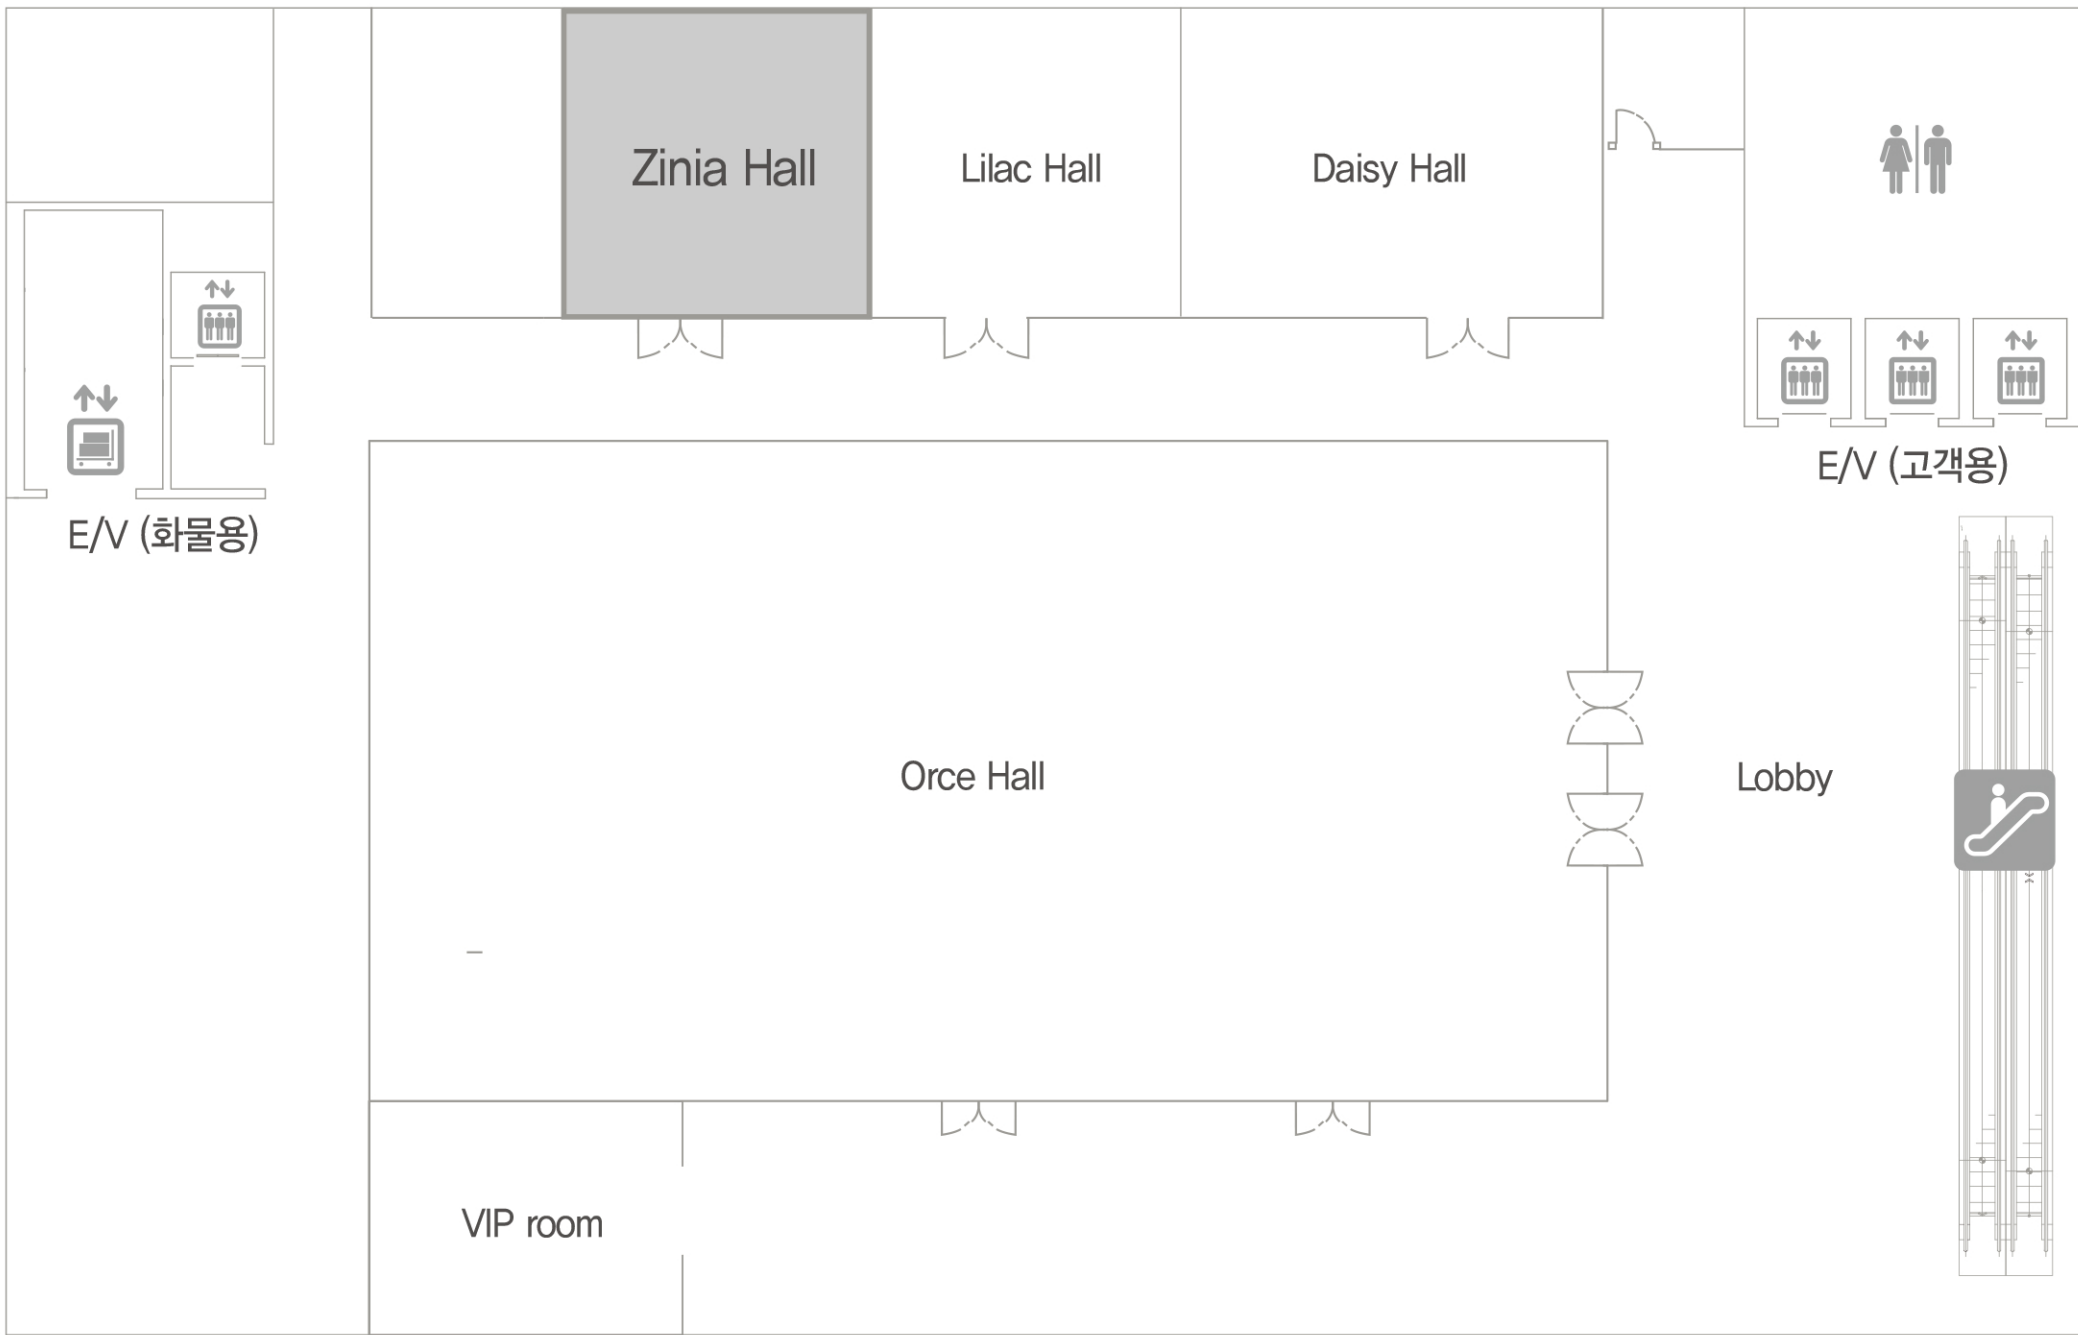 Zinia Hall
Lilac Hall
Daisy Hall
E/V (고객용)
E/V (화물용)
Orce Hall
Lobby
VIP room